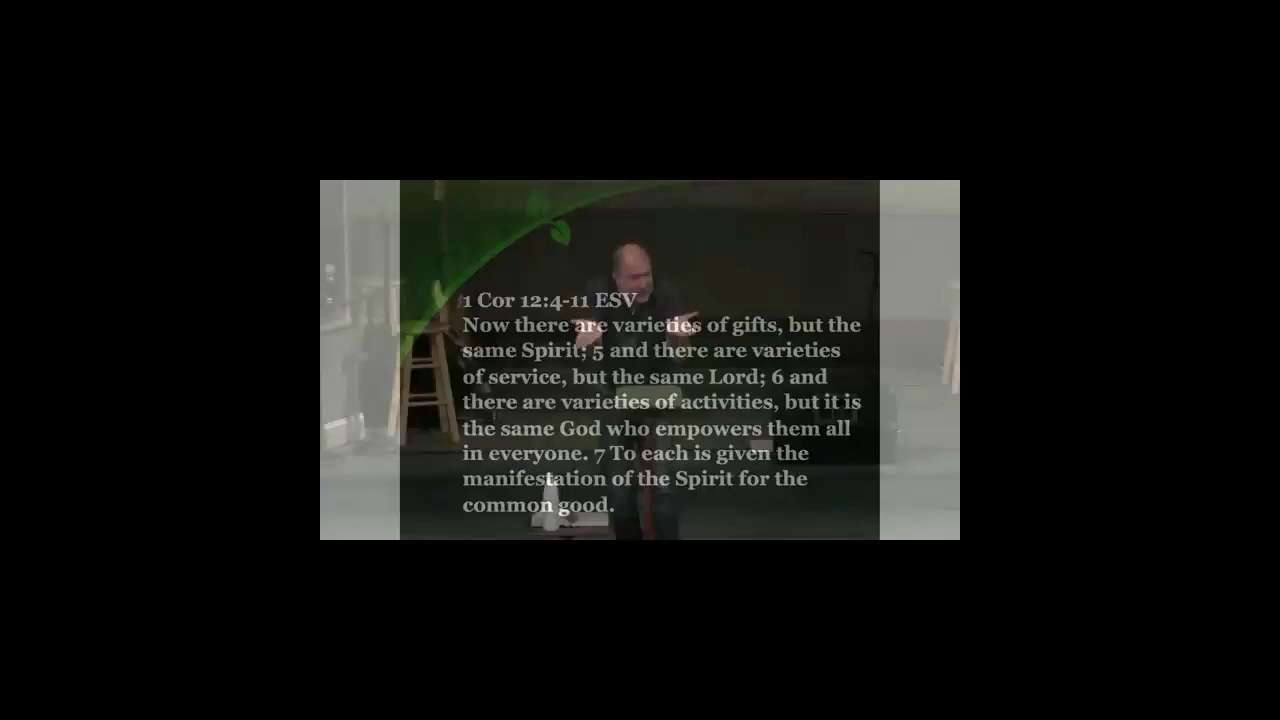 1 Cor 12:4-11 ESV
Now there are varieties of gifts, but the
same Spirit; 5 and there are varieties
of service, but the same Lord; 6 and
there are varieties of activities, but it is
the same God who empowers them all
in everyone. 7 To each is given the
manifestation of the Spirit for the
common good.